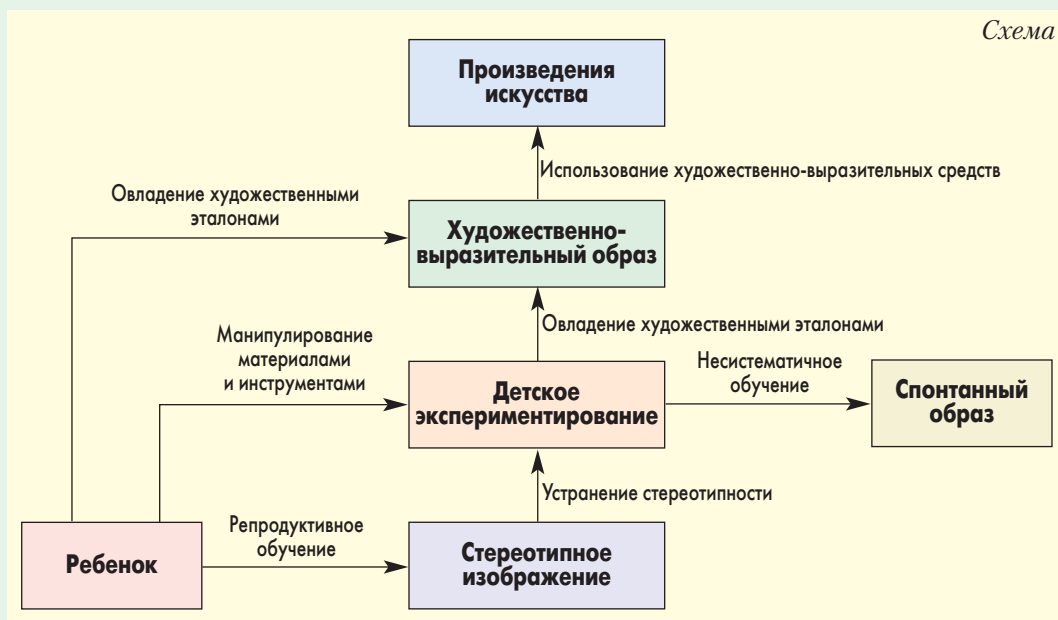 Схема
Произведения
искусства
Использование художественно-выразительных средств
Овладение художественными
эталонами
Художественно-
выразительный образ
Овладение художественными эталонами
Манипулирование
материалами
и инструментами
Детское
экспериментирование
Несистематичное
обучение
Спонтанный
образ
Устранение стереотипности
Ребенок
Репродуктивное
обучение
Стереотипное
изображение